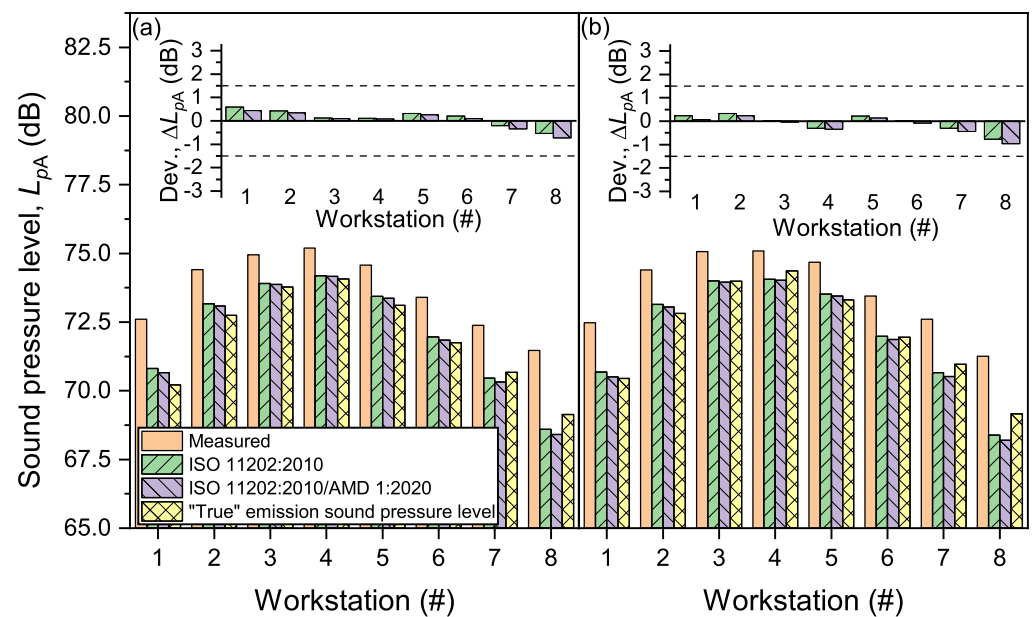 (a)
(b)
Sound pressure level, LpA (dB)
82.5
80.0
77.5
75.0
72.5
70.0
67.5
65.0
Dev., ΔLpA (dB)
3
2
1
0
-1
-2
-3
1 2 3 4 5 6 7 8
Workstation (#)
Dev., ΔLpA (dB)
3
2
1
0
-1
-2
-3
1 2 3 4 5 6 7 8
Workstation (#)
Measured
ISO 11202:2010
ISO 11202:2010/AMD 1:2020
"True" emission sound pressure level
1 2 3 4 5 6 7 8
Workstation (#)
1 2 3 4 5 6 7 8
Workstation (#)